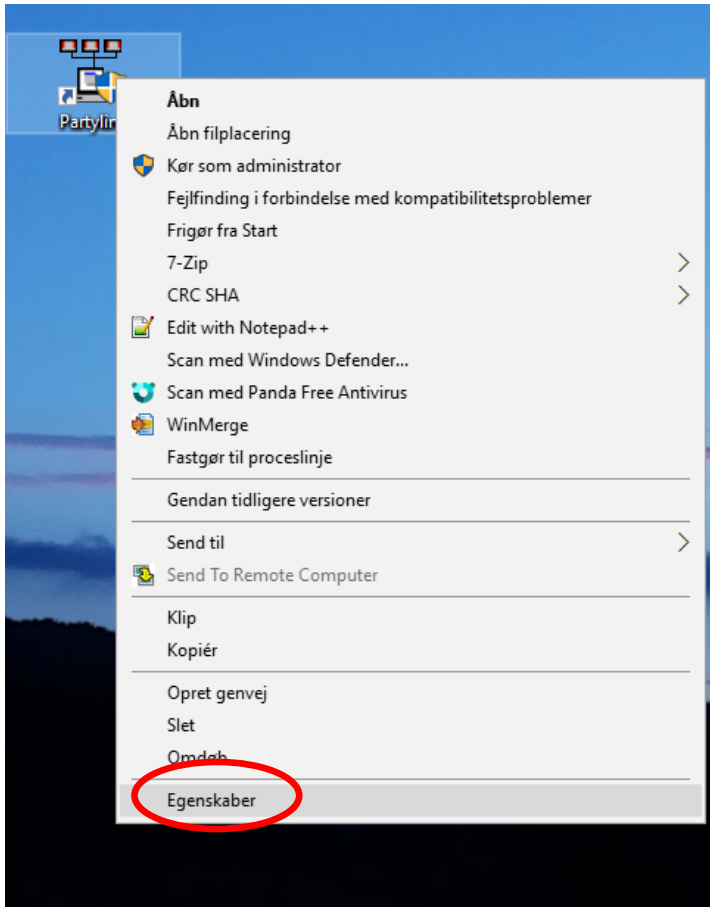 Partylin
Åbn
Åbn filplacering
Kør som administrator
Fejlfinding i forbindelse med kompatibilitetsproblemer
Frigør fra Start
7-Zip
CRC SHA
Edit with Notepad++
Scan med Windows Defender...
Scan med Panda Free Antivirus
WinMerge
Fastgør til proceslinje
Gendan tidligere versioner
Send til
Send To Remote Computer
Klip
Kopiér
Opret genvej
Slet
Omdøb
Egenskaber